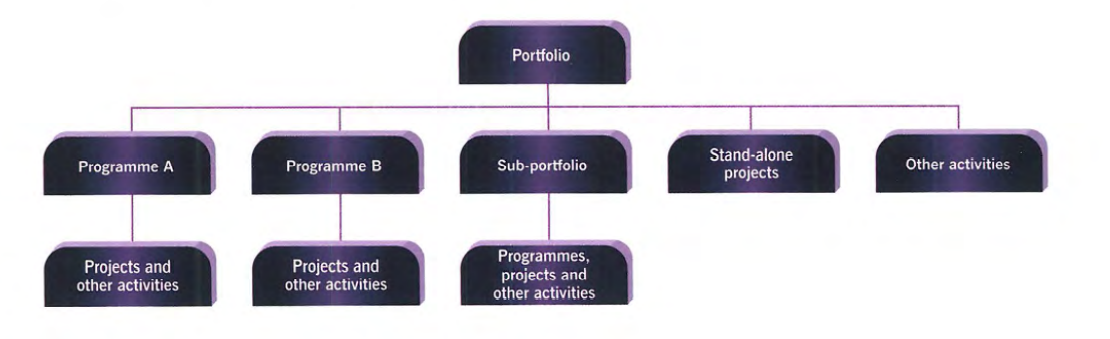 Portfolio
Programme A
Programme B
Sub-portfolio
Stand-alone
projects
Other activities
Projects and
other activities
Projects and
other activities
Programmes,
projects and
other activities